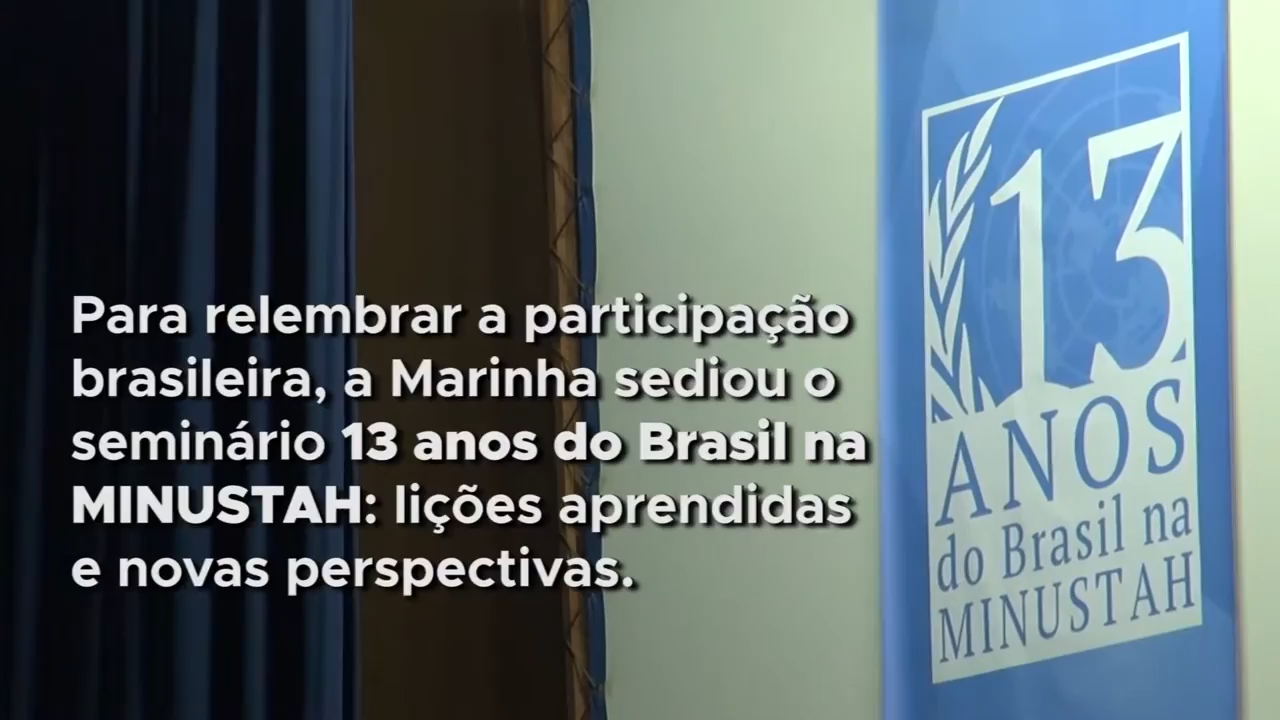 Para relembrar a participação
brasileira, a Marinha sediou o
seminário 13 anos do Brasil na
MINUSTAH: lições aprendidas
e novas perspectivas.
13
ANOS
do Brasil na
MINUSTAH